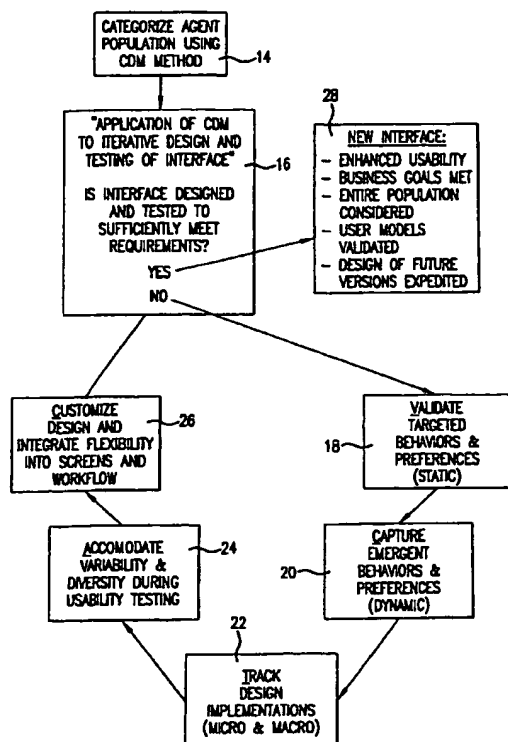 CATEGORIZE AGENT
POPULATION USING
CDM METHOD
14
"APPLICATION OF CDM
TO ITERATIVE DESIGN AND
TESTING OF INTERFACE"
16
IS INTERFACE DESIGNED
AND TESTED TO
SUFFICIENTLY MEET
REQUIREMENTS?
YES
NO
28
NEW INTERFACE:
– ENHANCED USABILITY
– BUSINESS GOALS MET
– ENTIRE POPULATION
CONSIDERED
– USER MODELS
VALIDATED
– DESIGN OF FUTURE
VERSIONS EXPEDITED
18
VALIDATE
TARGETED
BEHAVIORS &
PREFERENCES
(STATIC)
20
CAPTURE
EMERGENT
BEHAVIORS &
PREFERENCES
(DYNAMIC)
22
TRACK
DESIGN
IMPLEMENTATIONS
(MICRO & MACRO)
ACCOMODATE
VARIABILITY &
DIVERSITY DURING
USABILITY TESTING
24
CUSTOMIZE
DESIGN AND
INTEGRATE FLEXIBILITY
INTO SCREENS AND
WORKFLOW
26